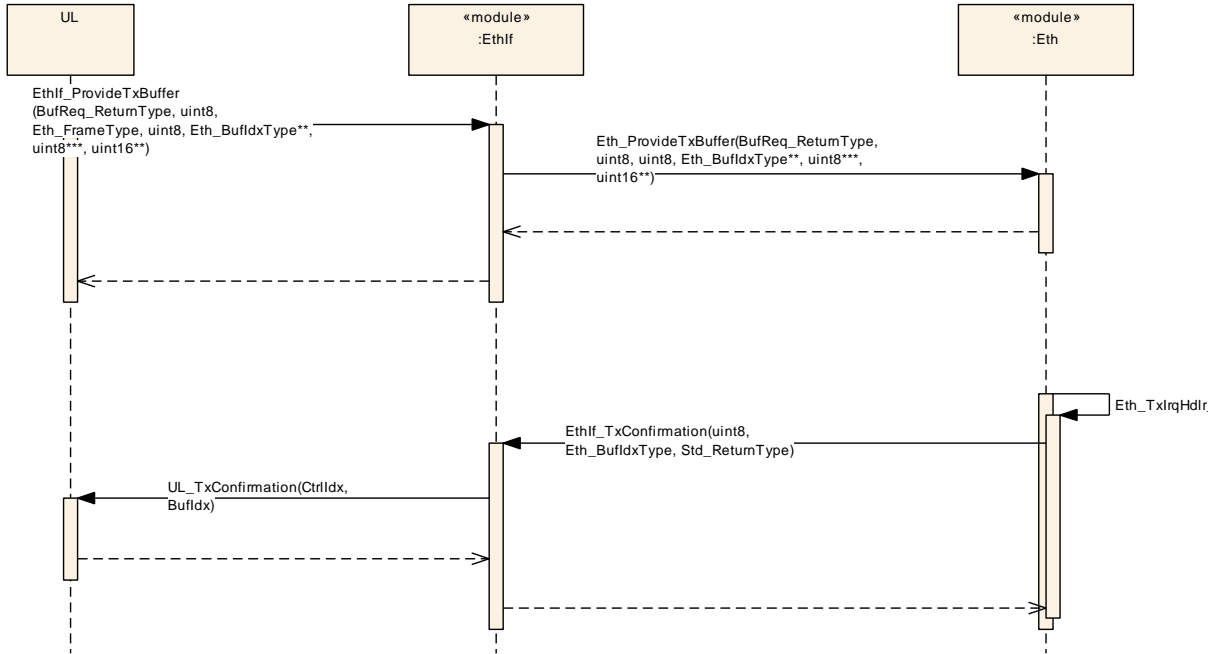 UL
«module»
:EthIf
«module»
:Eth
EthIf_ProvideTxBuffer
(BufReq_ReturnType, uint8,
Eth_FrameType, uint8, Eth_BufIdxType**,
uint8***, uint16**)
Eth_ProvideTxBuffer(BufReq_ReturnType,
uint8, uint8, Eth_BufIdxType**, uint8***,
uint16**)
Eth_TxIrqHdlr_
EthIf_TxConfirmation(uint8,
Eth_BufIdxType, Std_ReturnType)
UL_TxConfirmation(CtrlIdx,
BufIdx)